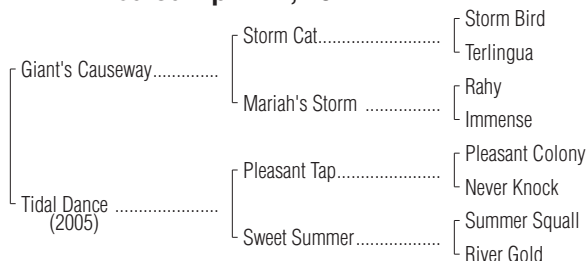 Storm Bird
Storm Cat
Terlingua
Giant's Causeway
Rahy
Mariah's Storm
Immense
Pleasant Colony
Pleasant Tap
Never Knock
Tidal Dance
(2005)
Summer Squall
Sweet Summer
River Gold